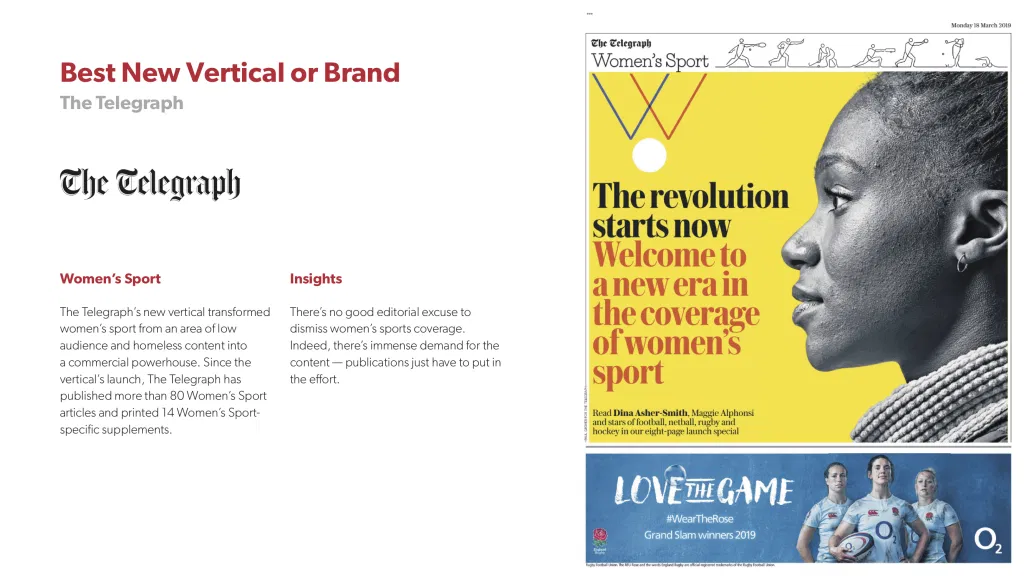 Best New Vertical or Brand
The Telegraph
The Telegraph
Women's Sport
The Telegraph's new vertical transformed
women's sport from an area of low
audience and homeless content into
a commercial powerhouse. Since the
vertical's launch, The Telegraph has
published more than 80 Women's Sport
articles and printed 14 Women's Sport-
specific supplements.
Insights
There's no good editorial excuse to
dismiss women's sports coverage.
Indeed, there's immense demand for the
content — publications just have to put in
the effort.
Monday 18 March 2019
The Telegraph
Women's Sport
The revolution
starts now
Welcome to
a new era in
the coverage
of women's
sport
Read Dina Asher-Smith, Maggie Alphonsi
and stars of football, netball, rugby and
hockey in our eight-page launch special
LOVE THE GAME
#WearTheRose
Grand Slam winners 2019
England
Rugby
O2
O2